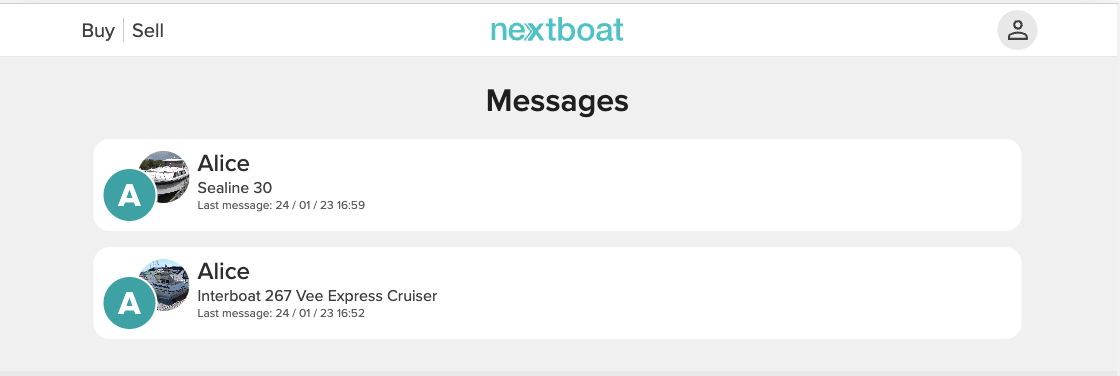 Buy
Sell
nextboat
Messages
A
Alice
Sealine 30
Last message: 24 / 01 / 23 16:59
A
Alice
Interboat 267 Vee Express Cruiser
Last message: 24 / 01 / 23 16:52